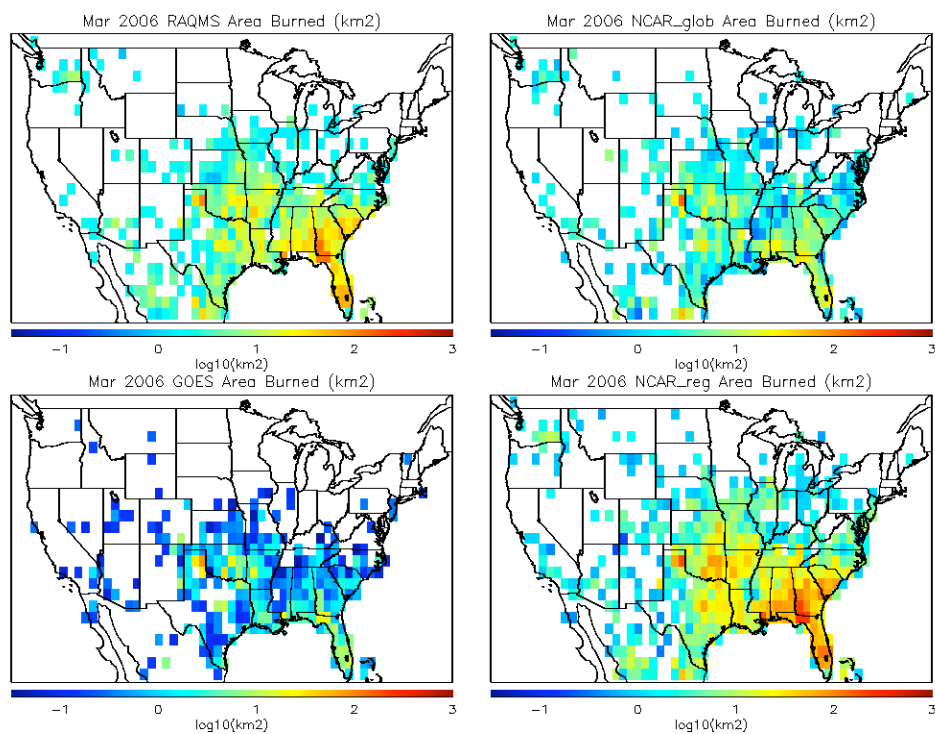 Mar 2006 RAQMS Area Burned (km2)
-1 0 1 2 3
log10(km2)
Mar 2006 NCAR_glob Area Burned (km2)
-1 0 1 2 3
log10(km2)
Mar 2006 GOES Area Burned (km2)
-1 0 1 2 3
log10(km2)
Mar 2006 NCAR_reg Area Burned (km2)
-1 0 1 2 3
log10(km2)